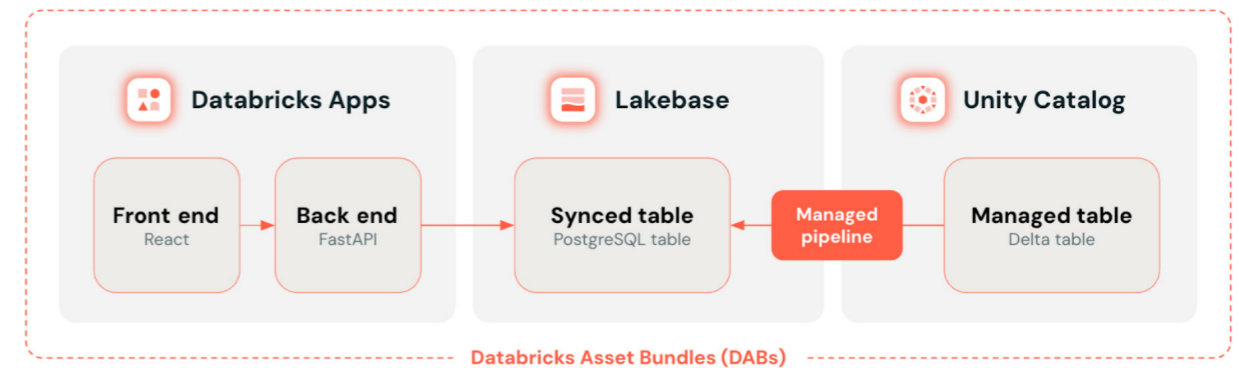 Databricks Apps
Lakebase
Unity Catalog
Front end
React
Back end
FastAPI
Synced table
PostgreSQL table
Managed
pipeline
Managed table
Delta table
Databricks Asset Bundles (DABs)